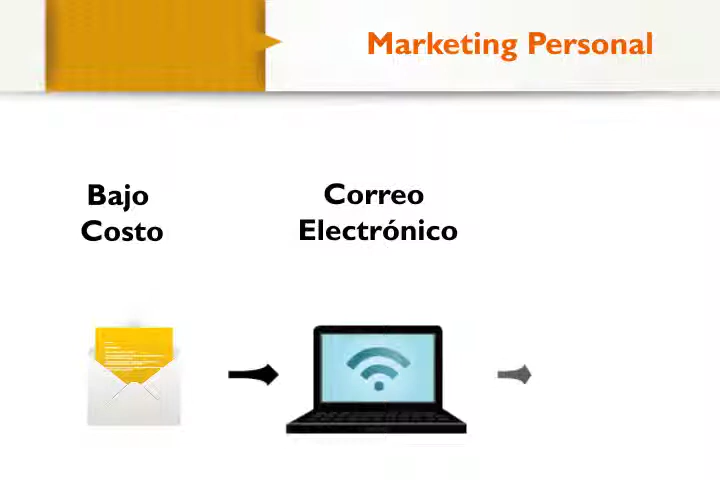 Marketing Personal
Bajo
Costo
Correo
Electrónico